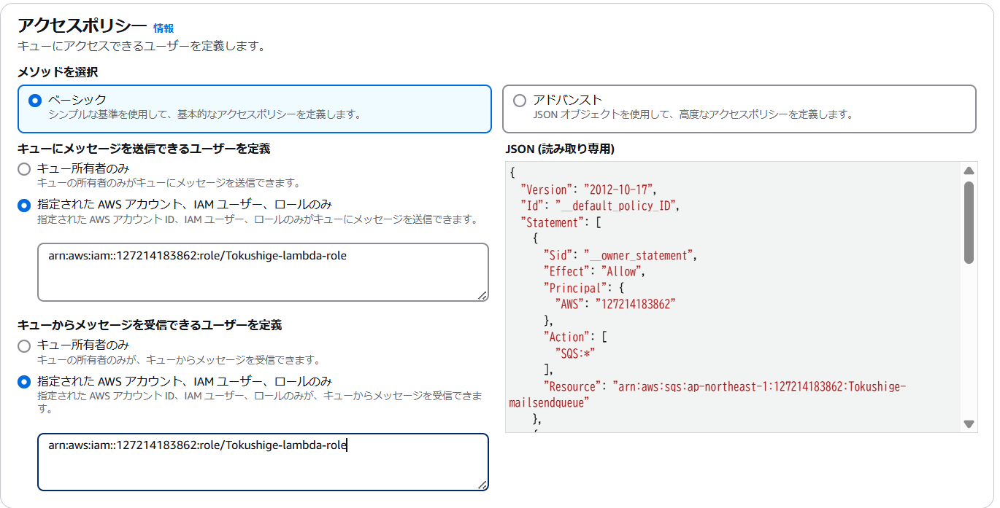 アクセスポリシー 情報
キューにアクセスできるユーザーを定義します。
メソッドを選択
ベーシック
シンプルな基準を使用して、基本的なアクセスポリシーを定義します。
アドバンスト
JSON オブジェクトを使用して、高度なアクセスポリシーを定義します。
キューにメッセージを送信できるユーザーを定義
キュー所有者のみ
キューの所有者のみがキューにメッセージを送信できます。
指定された AWS アカウント、IAM ユーザー、ロールのみ
指定された AWS アカウント ID、IAM ユーザー、ロールのみがキューにメッセージを送信できます。
arn:aws:iam::127214183862:role/Tokushige-lambda-role
キューからメッセージを受信できるユーザーを定義
キュー所有者のみ
キューの所有者のみが、キューからメッセージを受信できます。
指定された AWS アカウント、IAM ユーザー、ロールのみ
指定された AWS アカウント ID、IAM ユーザー、ロールのみが、キューからメッセージを受信できま
す。
arn:aws:iam::127214183862:role/Tokushige-lambda-role
JSON (読み取り専用)
{
"Version": "2012-10-17",
"Id": "__default_policy_ID",
"Statement": [
{
"Sid": "__owner_statement",
"Effect": "Allow",
"Principal": {
"AWS": "127214183862"
},
"Action": [
"SQS:*"
],
"Resource": "arn:aws:sqs:ap-northeast-1:127214183862:Tokushige-
mailsendqueue"
},